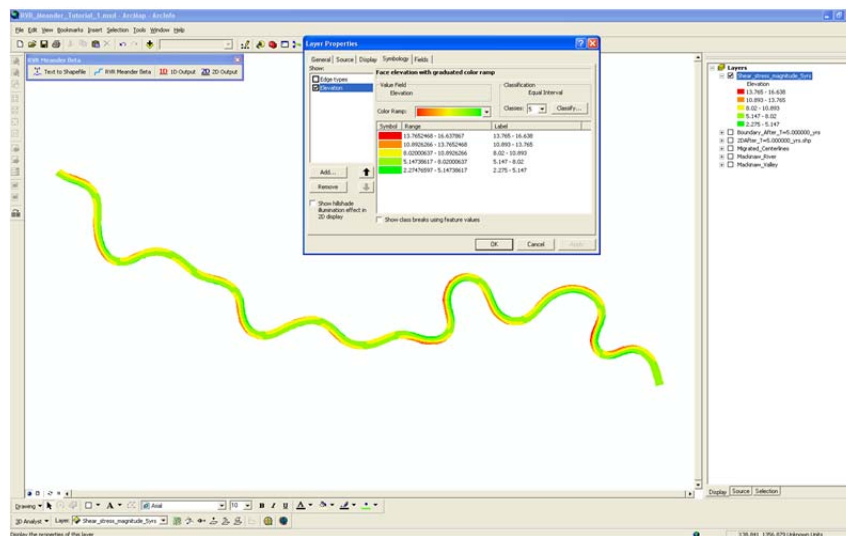 RVR_Meander_Tutorial_1.mxd - ArcMap - ArcInfo
File Edit View Bookmarks Insert Selection Tools Window Help
RVR Meander Beta
Text to Shapefile RVR Meander Beta 1D 1D Output 2D 2D Output
Layer Properties
General Source Display Symbology Fields
Show:
Edge types
Elevation
Face elevation with graduated color ramp
Value Field
Elevation
Classification
Equal Interval
Color Ramp:
Classes: 5 Classify...
Symbol Range Label
13.7652468 - 16.637867 13.765 - 16.638
10.8926266 - 13.7652468 10.893 - 13.765
8.02000637 - 10.8926266 8.02 - 10.893
5.14738617 - 8.02000637 5.147 - 8.02
2.27476597 - 5.14738617 2.275 - 5.147
Add...
Remove
Show hillshade
illumination effect in
2D display
Show class breaks using feature values
OK Cancel Apply
Layers
Shear_stress_magnitude_5yrs
Elevation
13.765 - 16.638
10.893 - 13.765
8.02 - 10.893
5.147 - 8.02
2.275 - 5.147
Boundary_After_T=5.000000_yrs
2DAfter_T=5.000000_yrs.shp
Migrated_Centerlines
Mackinaw_River
Mackinaw_Valley
Display Source Selection
Drawing Arial 10 B I U A
3D Analyst Layer: Shear_stress_magnitude_5yrs
Display the properties of this layer
Unknown Units